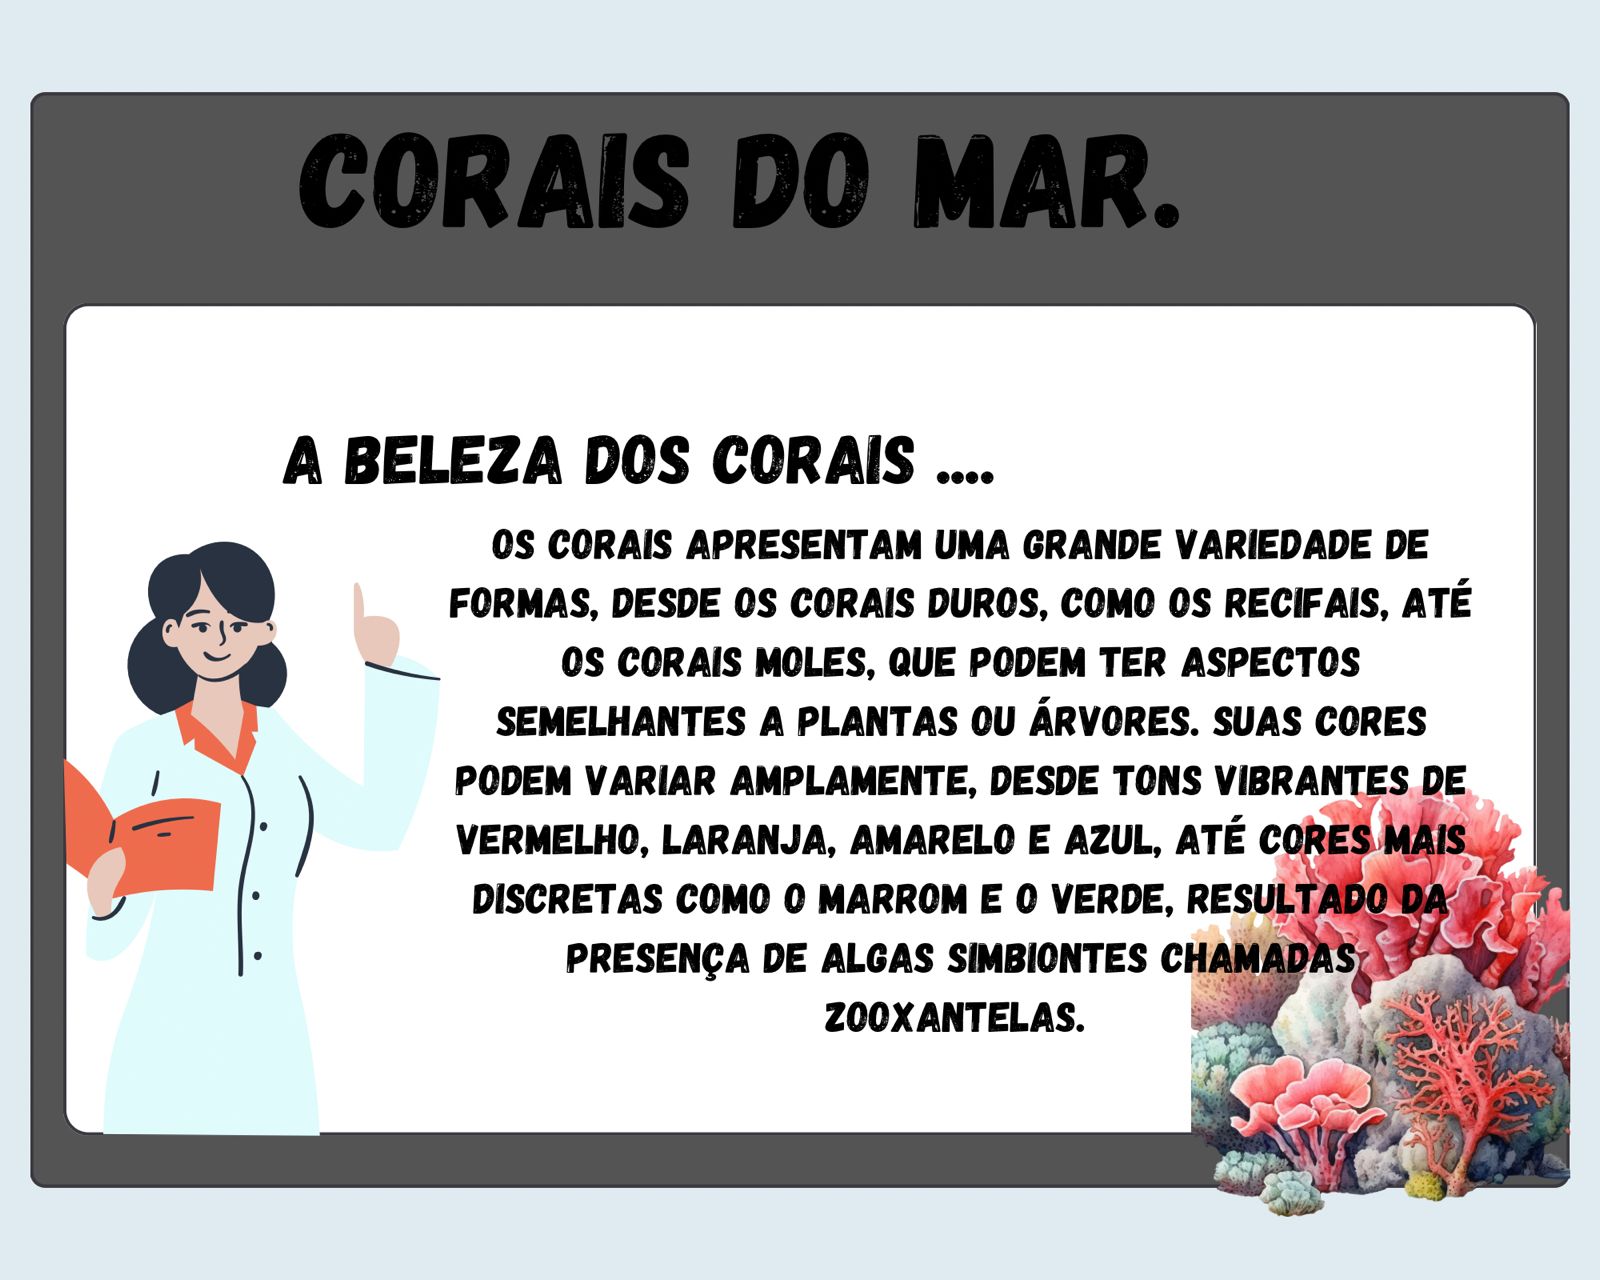 CORAIS DO MAR.
A BELEZA DOS CORAIS ....
OS CORAIS APRESENTAM UMA GRANDE VARIEDADE DE
FORMAS, DESDE OS CORAIS DUROS, COMO OS RECIFAIS, ATÉ
OS CORAIS MOLES, QUE PODEM TER ASPECTOS
SEMELHANTES A PLANTAS OU ÁRVORES. SUAS CORES
PODEM VARIAR AMPLAMENTE, DESDE TONS VIBRANTES DE
VERMELHO, LARANJA, AMARELO E AZUL, ATÉ CORES MAIS
DISCRETAS COMO O MARROM E O VERDE, RESULTADO DA
PRESENÇA DE ALGAS SIMBIONTES CHAMADAS
ZOOXANTELAS.